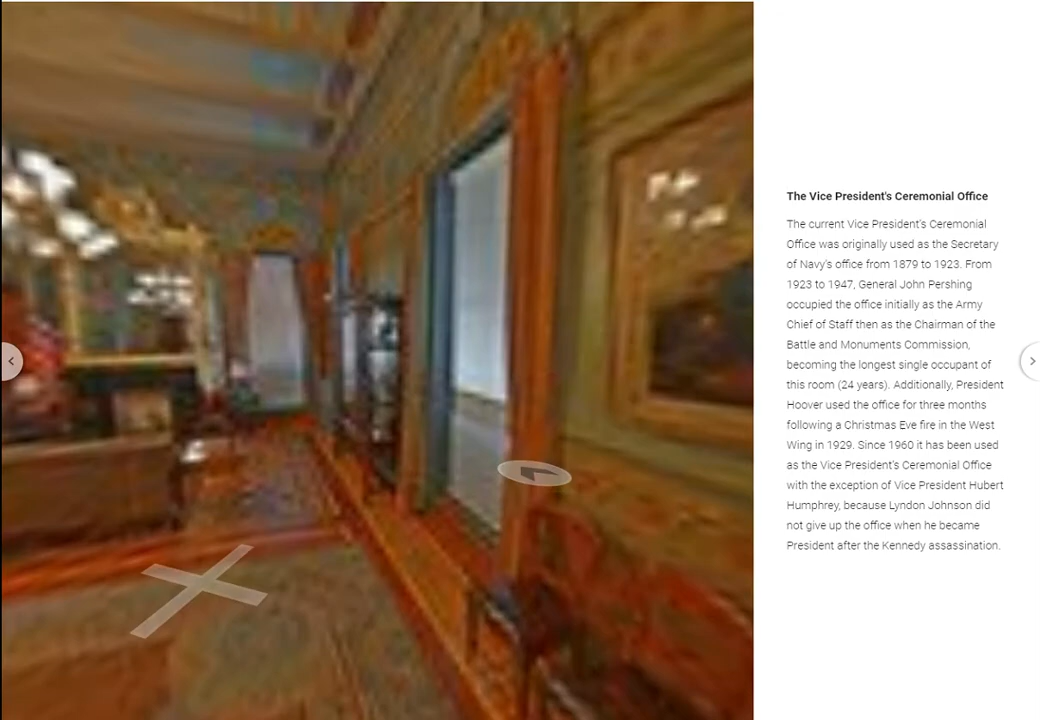 The Vice President's Ceremonial Office
The current Vice President's Ceremonial
Office was originally used as the Secretary
of Navy's office from 1879 to 1923. From
1923 to 1947, General John Pershing
occupied the office initially as the Army
Chief of Staff then as the Chairman of the
Battle and Monuments Commission,
becoming the longest single occupant of
this room (24 years). Additionally, President
Hoover used the office for three months
following a Christmas Eve fire in the West
Wing in 1929. Since 1960 it has been used
as the Vice President's Ceremonial Office
with the exception of Vice President Hubert
Humphrey, because Lyndon Johnson did
not give up the office when he became
President after the Kennedy assassination.